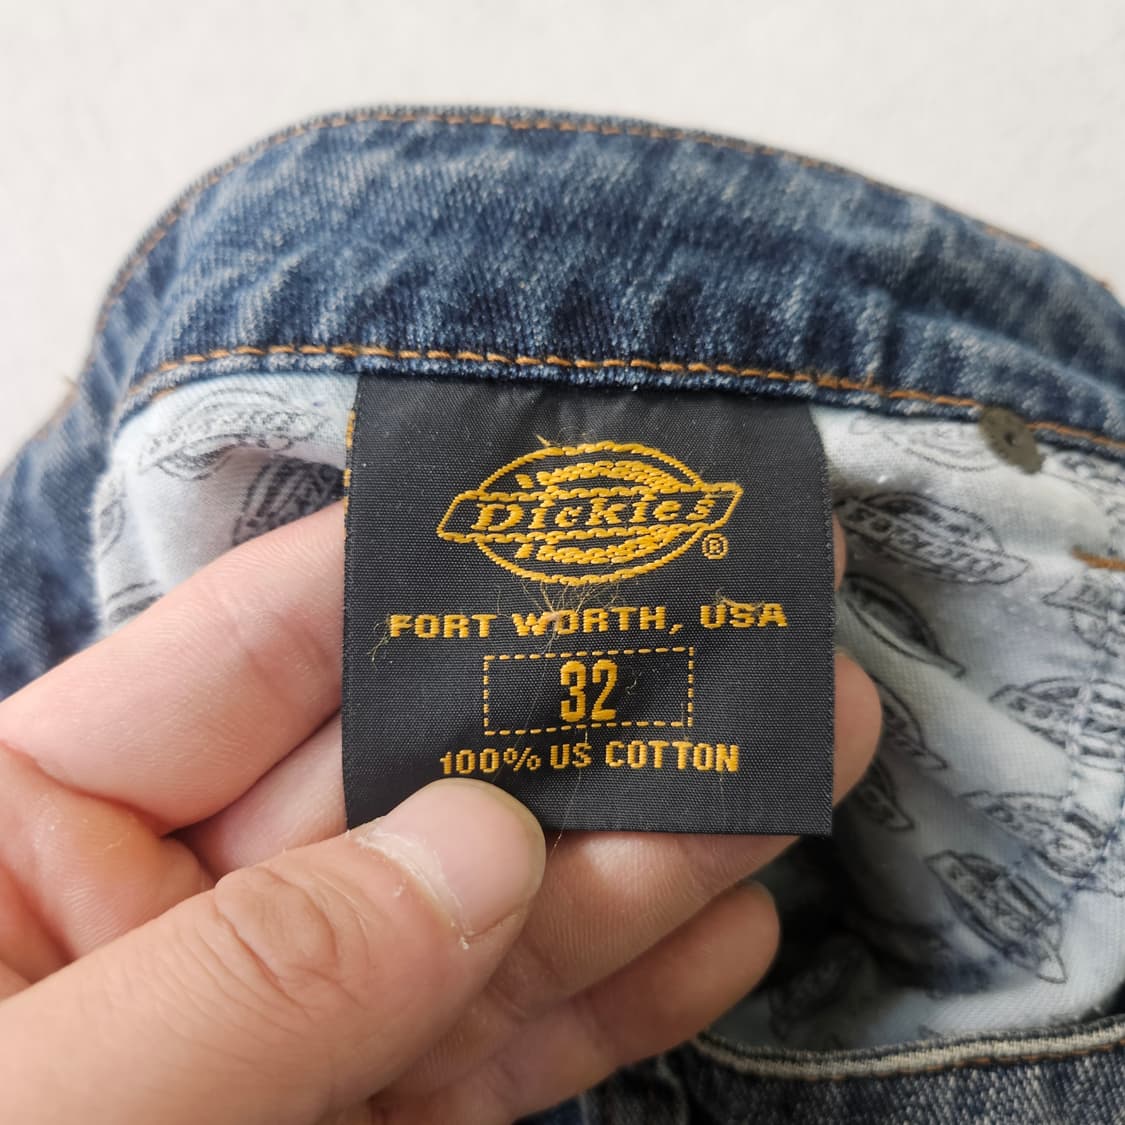 Dickies
®
FORT WORTH, USA
32
100% US COTTON